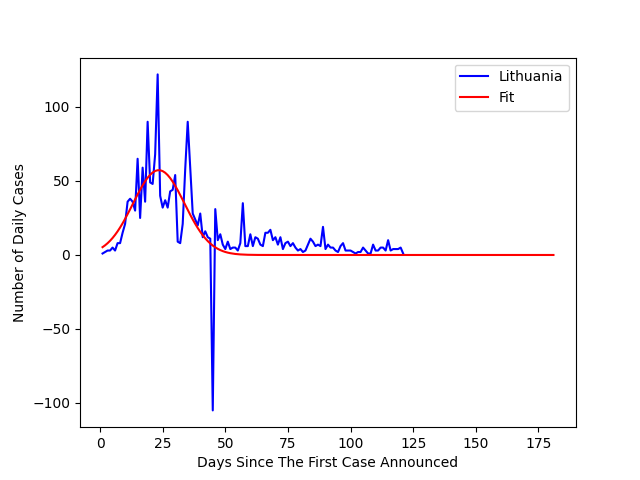 Lithuania
Fit
100
50
0
−50
−100
Number of Daily Cases
0 25 50 75 100 125 150 175
Days Since The First Case Announced